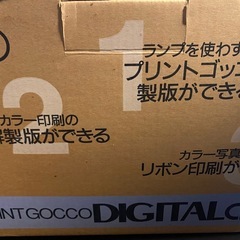 1
ランプを使わず
プリントゴッコ
製版ができる
2
カラー印刷の
製版ができる
カラー写真
リボン印刷が
INT GOCCO DIGITAL